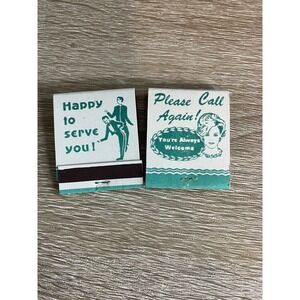 Happy
to
serve
you!
Please Call
Again!
You're Always
Welcome